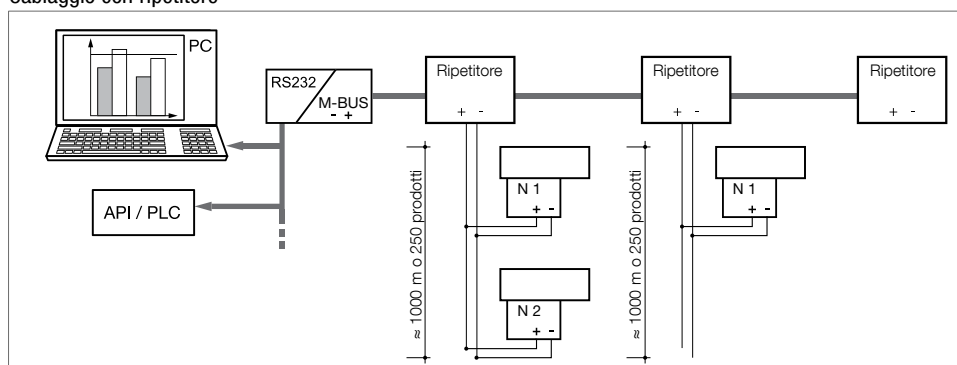 Cablaggio con ripetitore
PC
RS232
M-BUS
- +
API / PLC
Ripetitore
+ -
Ripetitore
+ -
Ripetitore
+ -
≈ 1000 m o 250 prodotti
N 1
+ -
N 2
+ -
≈ 1000 m o 250 prodotti
N 1
+ -